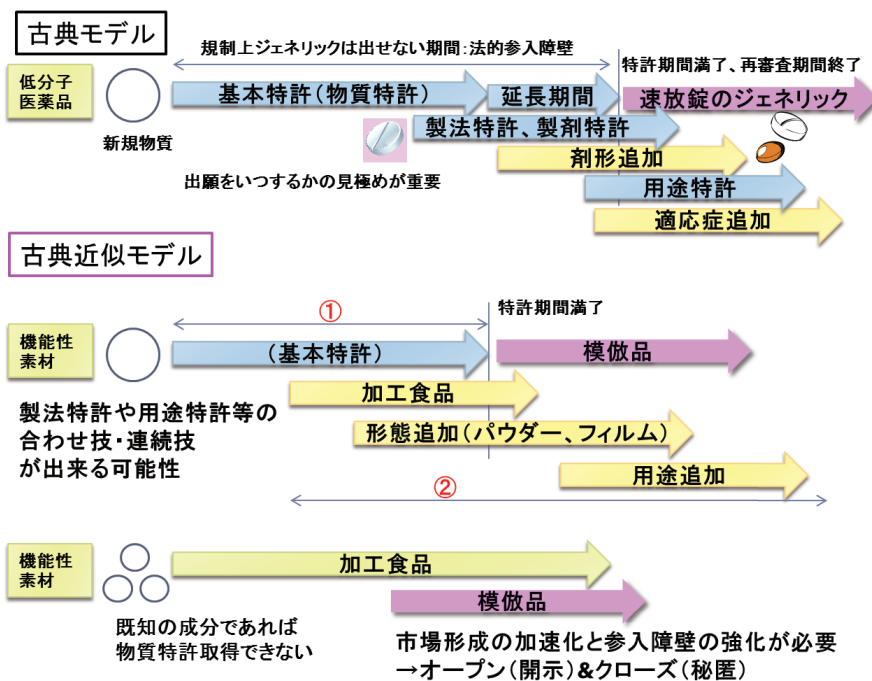 古典モデル
規制上ジェネリックは出せない期間:法的参入障壁
特許期間満了、再審査期間終了
低分子
医薬品
新規物質
基本特許(物質特許)
延長期間
速放錠のジェネリック
製法特許、製剤特許
剤形追加
出願をいつするかの見極めが重要
用途特許
適応症追加
古典近似モデル
①
特許期間満了
機能性
素材
(基本特許)
模倣品
加工食品
製法特許や用途特許等の
合わせ技・連続技
が出来る可能性
形態追加(パウダー、フィルム)
用途追加
②
機能性
素材
加工食品
模倣品
既知の成分であれば
物質特許取得できない
市場形成の加速化と参入障壁の強化が必要
→オープン(開示)&クローズ(秘匿)